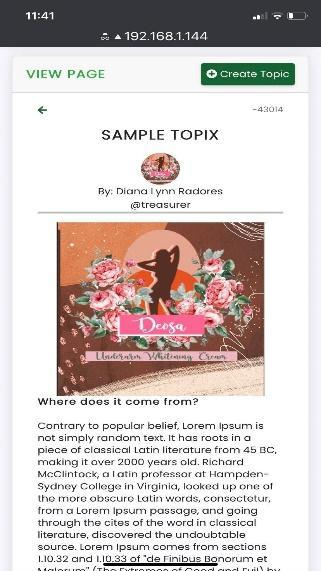 11:41
192.168.1.144
VIEW PAGE
Create Topic
-43014
SAMPLE TOPIX
By: Diana Lynn Radores
@treasurer
Deosa
Underarm Whitening Cream
Where does it come from?
Contrary to popular belief, Lorem Ipsum is
not simply random text. It has roots in a
piece of classical Latin literature from 45 BC,
making it over 2000 years old. Richard
McClintock, a Latin professor at Hampden-
Sydney College in Virginia, looked up one of
the more obscure Latin words, consectetur,
from a Lorem Ipsum passage, and going
through the cites of the word in classical
literature, discovered the undoubtable
source. Lorem Ipsum comes from sections
1.10.32 and 1.10.33 of "de Finibus Bonorum et
Malorum" (The Extremes of Good and Evil) by